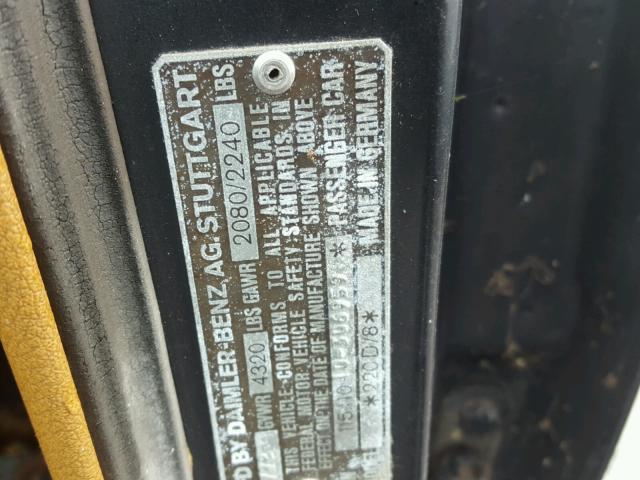 D BY DAIMLER-BENZ AG. STUTTGART
GVWR 4320 LBS GAWR 2080/2240 LBS
THIS VEHICLE CONFORMS TO ALL APPLICABLE
FEDERAL MOTOR VEHICLE SAFETY STANDARDS IN
EFFECT ON THE DATE OF MANUFACTURE SHOWN ABOVE
PASSENGER CAR
*220D/8* MADE IN GERMANY